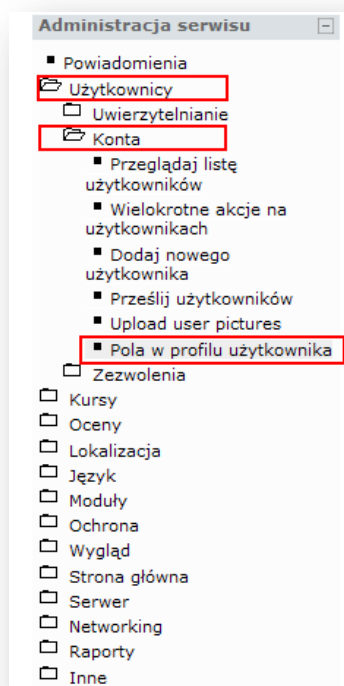 Administracja serwisu
Powiadomienia
Użytkownicy
Uwierzytelnianie
Konta
Przeglądaj listę
użytkowników
Wielokrotne akcje na
użytkownikach
Dodaj nowego
użytkownika
Prześlij użytkowników
Upload user pictures
Pola w profilu użytkownika
Zezwolenia
Kursy
Oceny
Lokalizacja
Język
Moduły
Ochrona
Wygląd
Strona główna
Serwer
Networking
Raporty
Inne